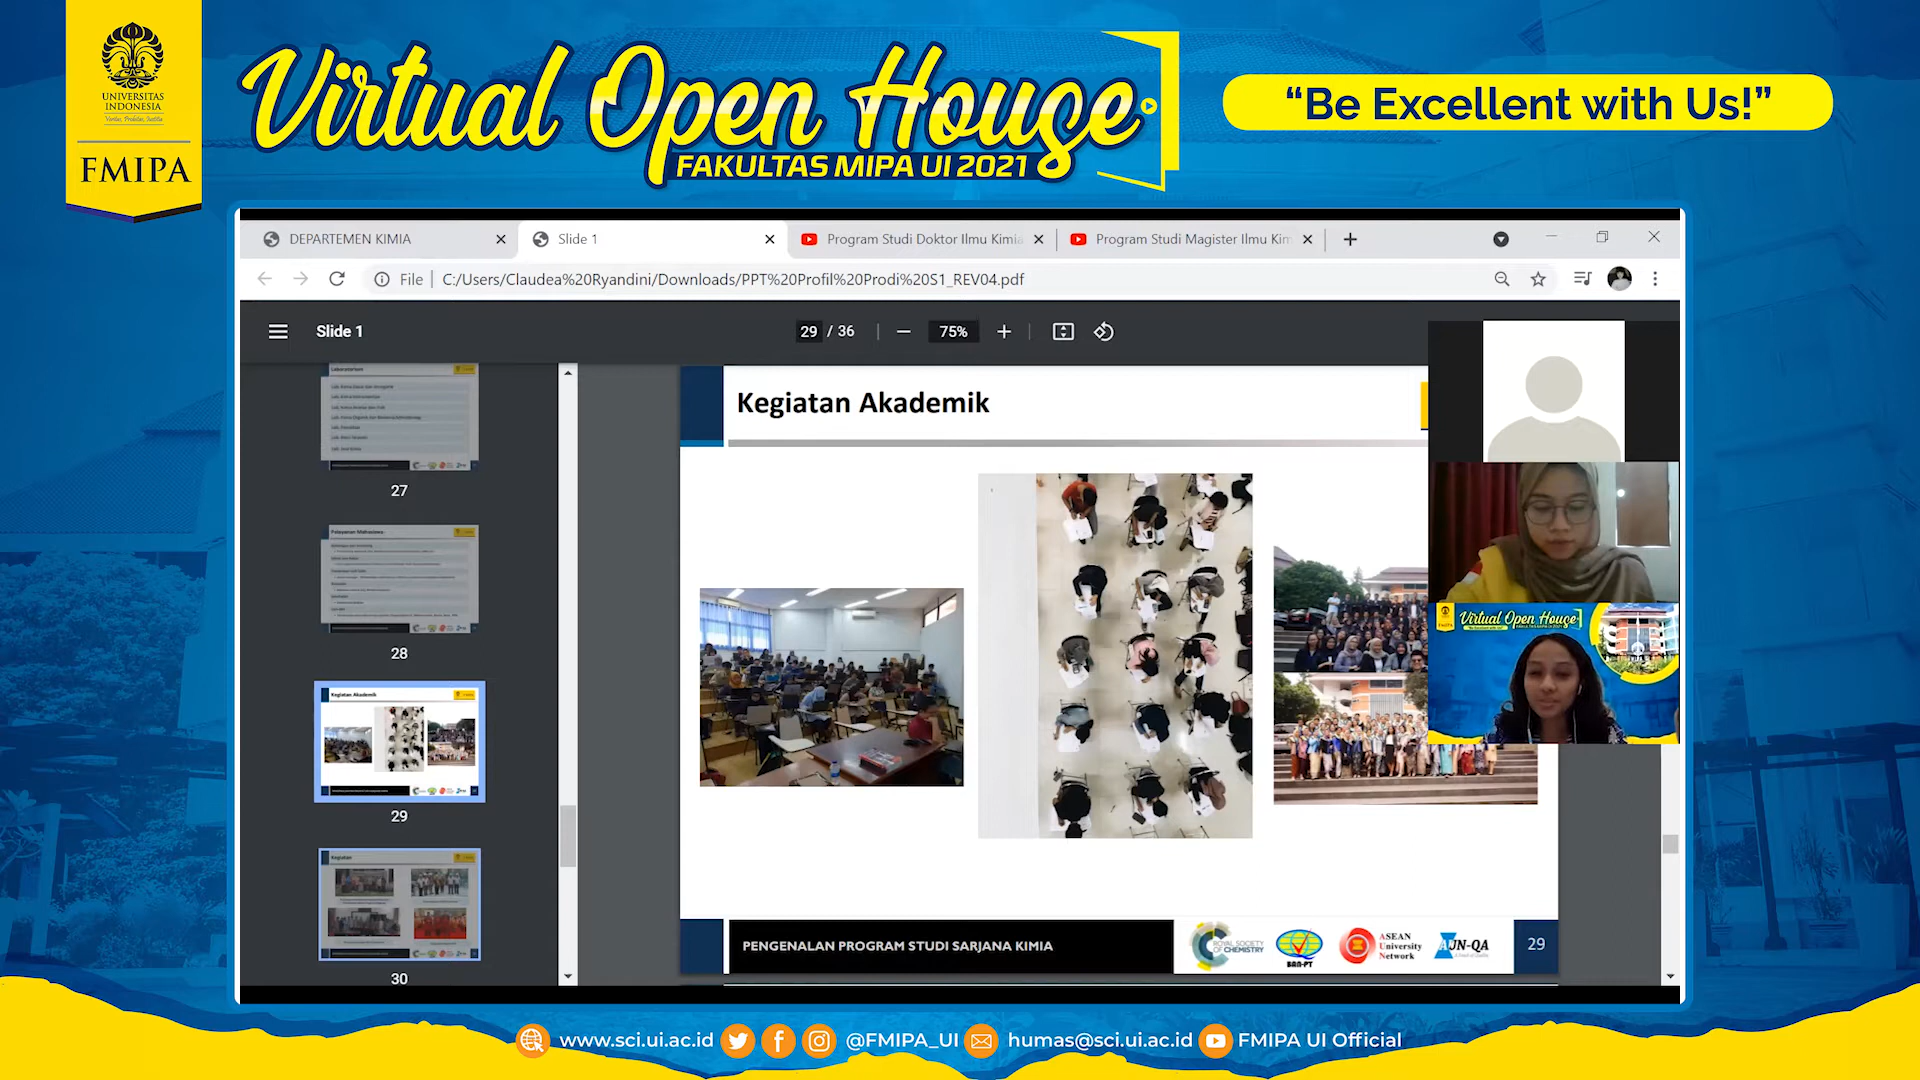 UNIVERSITAS
INDONESIA
Veritas, Probitas, Iustitia
FMIPA
Virtual Open House
FAKULTAS MIPA UI 2021
“Be Excellent with Us!”
DEPARTEMEN KIMIA
Slide 1
Program Studi Doktor Ilmu Kimia
Program Studi Magister Ilmu Kim
File
C:/Users/Claudea%20Ryandini/Downloads/PPT%20Profil%20Prodi%20S1_REV04.pdf
Slide 1
29 / 36
75%
Laboratorium
27
28
Kegiatan Akademik
29
Kegiatan
30
Kegiatan Akademik
Virtual Open House
PENGENALAN PROGRAM STUDI SARJANA KIMIA
ROYAL SOCIETY
OF CHEMISTRY
BAN-PT
ASEAN
University
Network
AUN-QA
29
www.sci.ui.ac.id
@FMIPA_UI
humas@sci.ui.ac.id
FMIPA UI Official